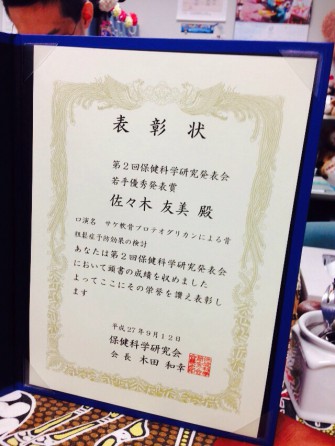 表彰状
第2回保健科学研究発表会
若手優秀発表賞
佐々木 友美 殿
口演名 サケ軟骨プロテオグリカンによる骨
粗鬆症予防効果の検討
あなたは第2回保健科学研究発表会
において頭書の成績を収めました
よってここにその栄誉を讃え表彰し
ます
平成27年9月12日
保健科学研究会
会長 木田 和幸